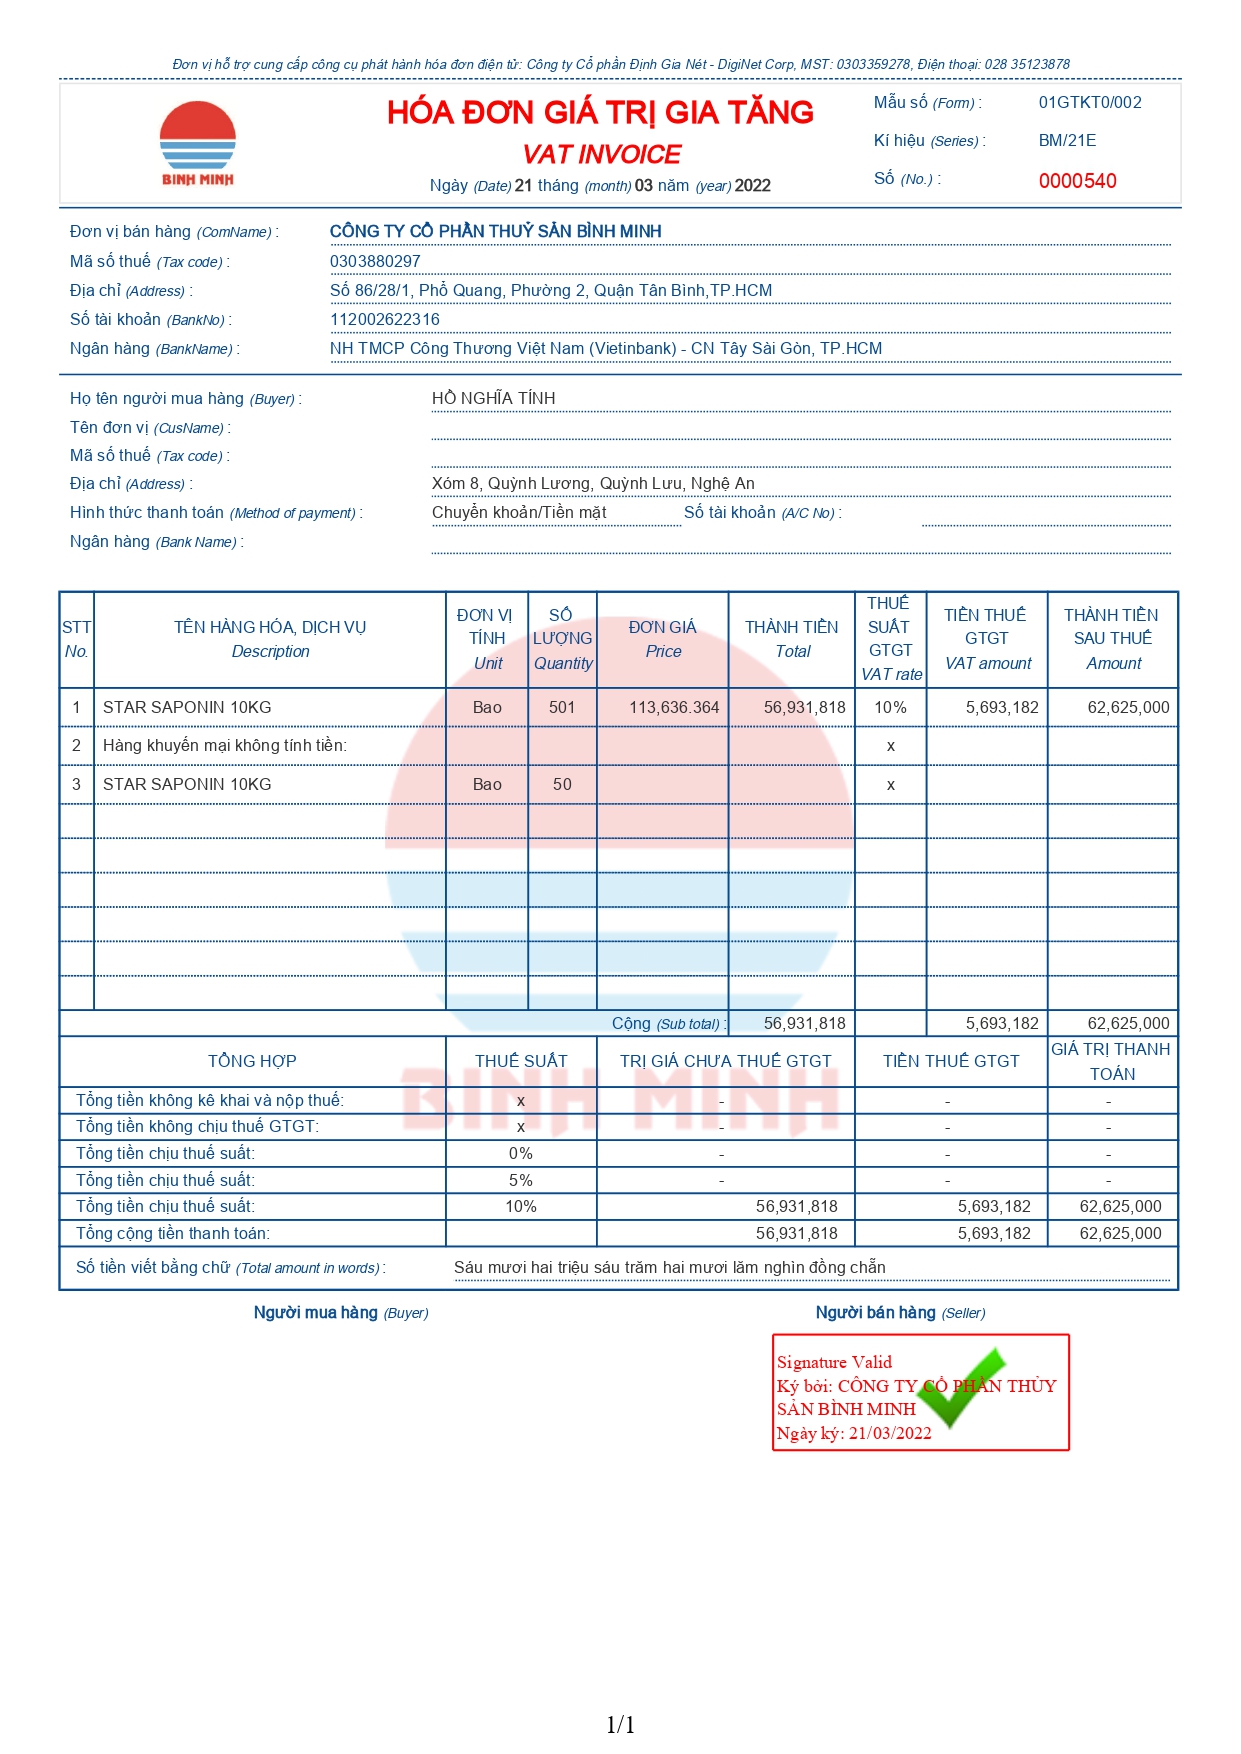 Đơn vị hỗ trợ cung cấp công cụ phát hành hóa đơn điện tử: Công ty Cổ phần Định Gia Nét - DigiNet Corp, MST: 0303359278, Điện thoại: 028 35123878
BINH MINH
HÓA ĐƠN GIÁ TRỊ GIA TĂNG
VAT INVOICE
Ngày (Date) 21 tháng (month) 03 năm (year) 2022
Mẫu số (Form) : 01GTKT0/002
Kí hiệu (Series) : BM/21E
Số (No.) : 0000540
Đơn vị bán hàng (ComName) : CÔNG TY CỔ PHẦN THUỶ SẢN BÌNH MINH
Mã số thuế (Tax code) : 0303880297
Địa chỉ (Address) : Số 86/28/1, Phổ Quang, Phường 2, Quận Tân Bình,TP.HCM
Số tài khoản (BankNo) : 112002622316
Ngân hàng (BankName) : NH TMCP Công Thương Việt Nam (Vietinbank) - CN Tây Sài Gòn, TP.HCM
Họ tên người mua hàng (Buyer) : HỒ NGHĨA TÍNH
Tên đơn vị (CusName) :
Mã số thuế (Tax code) :
Địa chỉ (Address) : Xóm 8, Quỳnh Lương, Quỳnh Lưu, Nghệ An
Hình thức thanh toán (Method of payment) : Chuyển khoản/Tiền mặt Số tài khoản (A/C No) :
Ngân hàng (Bank Name) :
STT No. TÊN HÀNG HÓA, DỊCH VỤ Description ĐƠN VỊ TÍNH Unit SỐ LƯỢNG Quantity ĐƠN GIÁ Price THÀNH TIỀN Total THUẾ SUẤT GTGT VAT rate TIỀN THUẾ GTGT VAT amount THÀNH TIỀN SAU THUẾ Amount
1 STAR SAPONIN 10KG Bao 501 113,636.364 56,931,818 10% 5,693,182 62,625,000
2 Hàng khuyến mại không tính tiền: x
3 STAR SAPONIN 10KG Bao 50 x
Cộng (Sub total) : 56,931,818 5,693,182 62,625,000
TỔNG HỢP THUẾ SUẤT TRỊ GIÁ CHƯA THUẾ GTGT TIỀN THUẾ GTGT GIÁ TRỊ THANH TOÁN
BINH MINH
Tổng tiền không kê khai và nộp thuế: x - - -
Tổng tiền không chịu thuế GTGT: x - - -
Tổng tiền chịu thuế suất: 0% - - -
Tổng tiền chịu thuế suất: 5% - - -
Tổng tiền chịu thuế suất: 10% 56,931,818 5,693,182 62,625,000
Tổng cộng tiền thanh toán: 56,931,818 5,693,182 62,625,000
Số tiền viết bằng chữ (Total amount in words) : Sáu mươi hai triệu sáu trăm hai mươi lăm nghìn đồng chẵn
Người mua hàng (Buyer) Người bán hàng (Seller)
Signature Valid
Ký bởi: CÔNG TY CỔ PHẦN THỦY
SẢN BÌNH MINH
Ngày ký: 21/03/2022
1/1